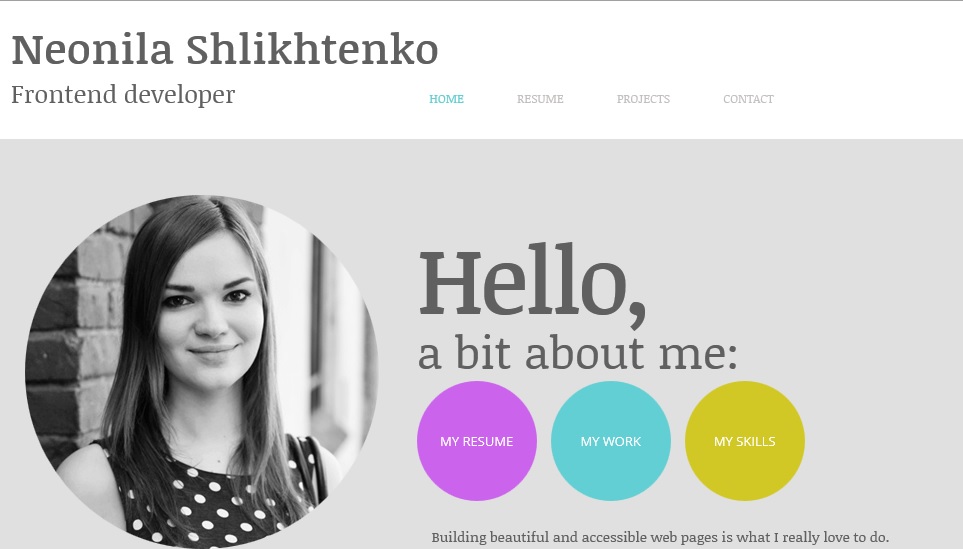 Neonila Shlikhtenko
Frontend developer
HOME RESUME PROJECTS CONTACT
Hello,
a bit about me:
MY RESUME MY WORK MY SKILLS
Building beautiful and accessible web pages is what I really love to do.